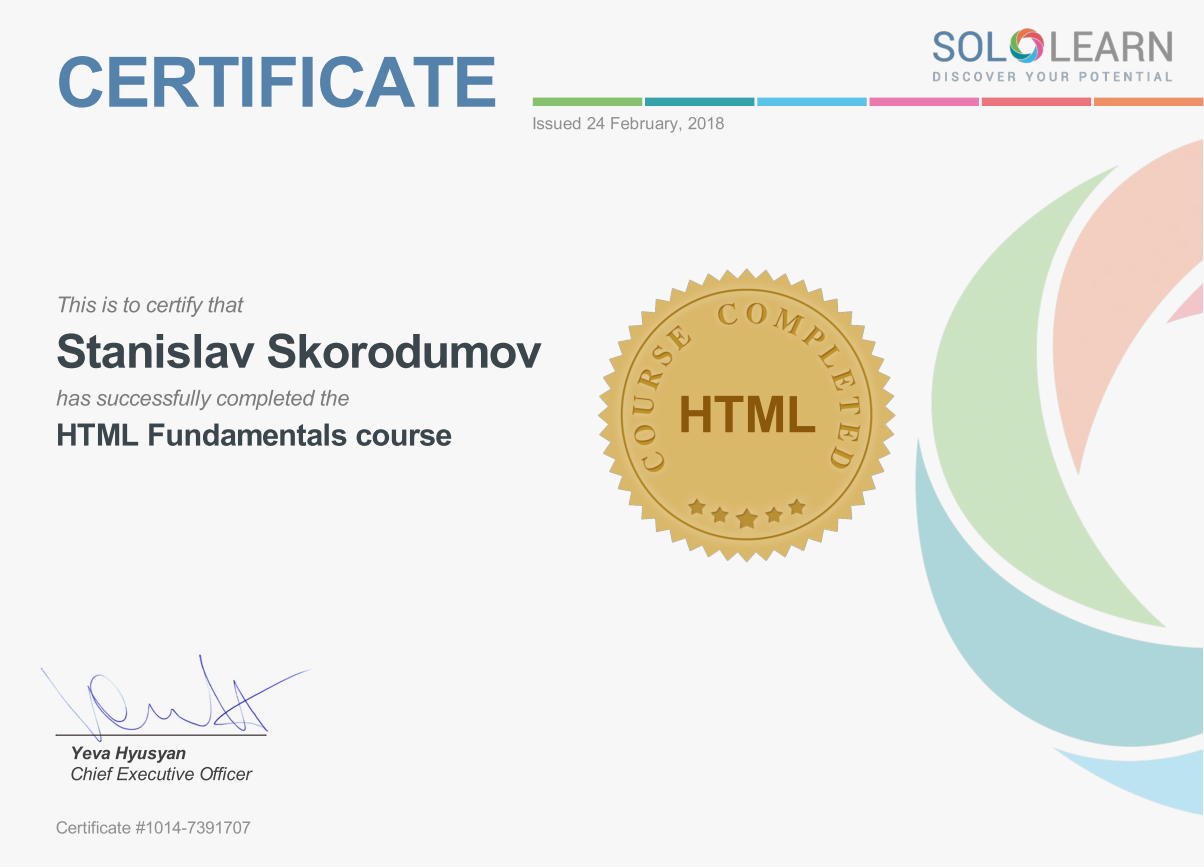 CERTIFICATE
SOLOLEARN
DISCOVER YOUR POTENTIAL
Issued 24 February, 2018
This is to certify that
Stanislav Skorodumov
has successfully completed the
HTML Fundamentals course
COURSE COMPLETED
HTML
Yeva Hyusyan
Chief Executive Officer
Certificate #1014-7391707